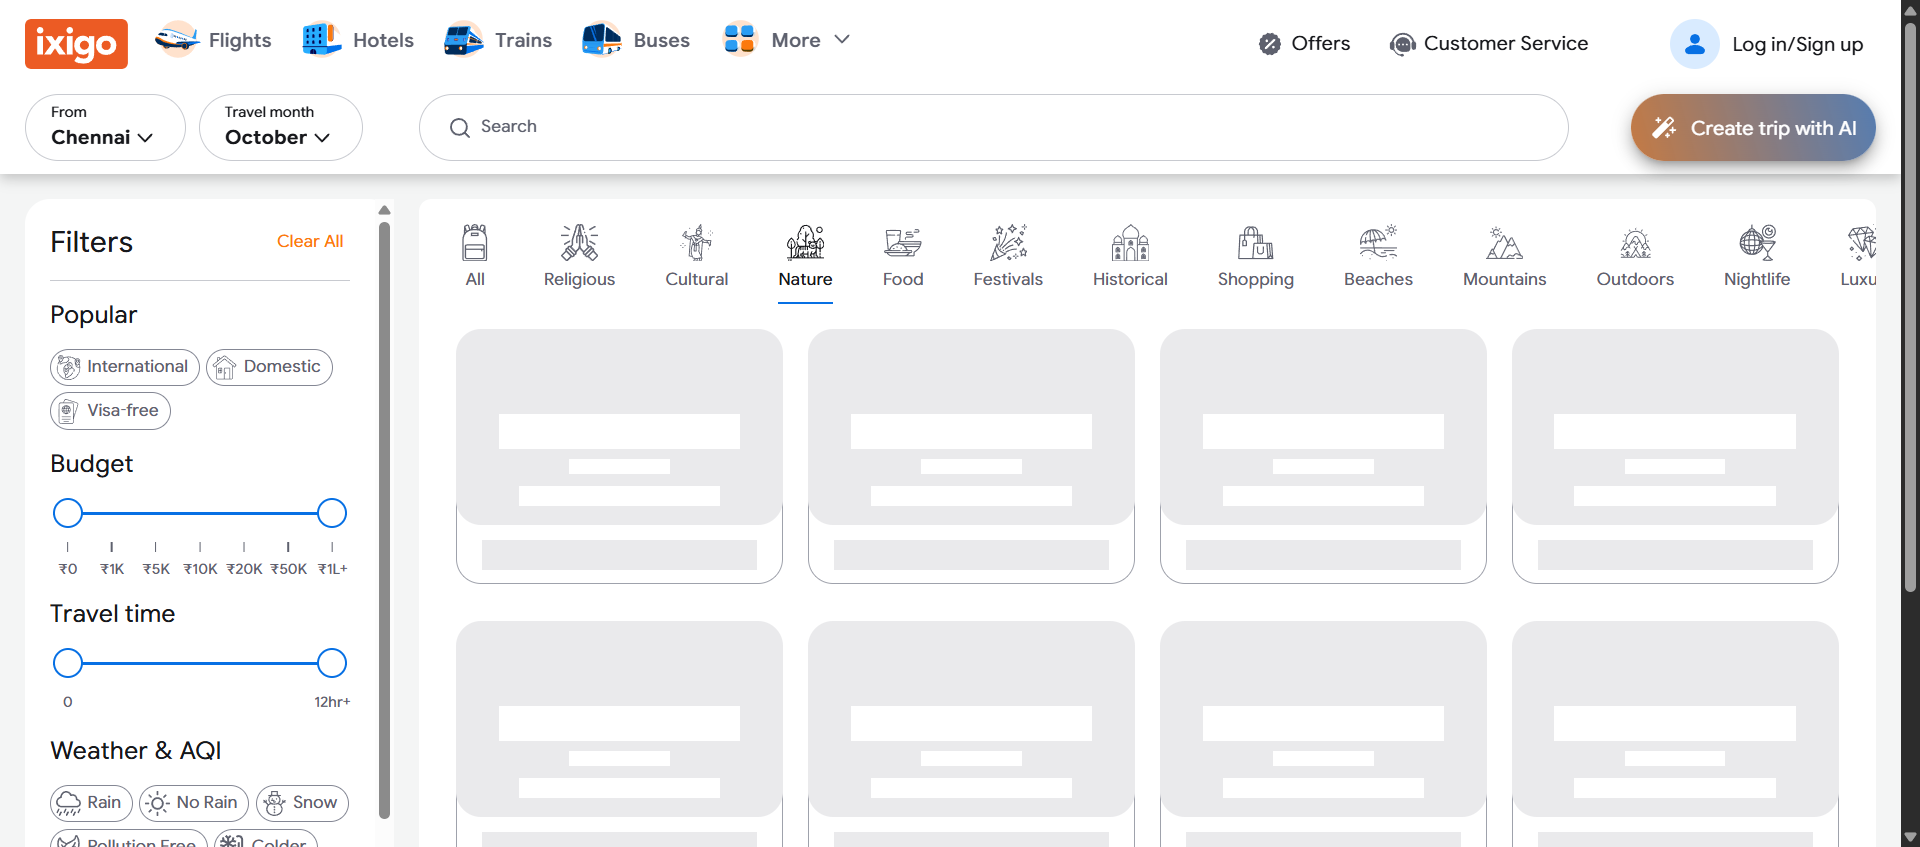 ixigo
Flights
Hotels
Trains
Buses
More
Offers
Customer Service
Log in/Sign up
From
Chennai
Travel month
October
Search
Create trip with AI
Filters
Clear All
Popular
International
Domestic
Visa-free
Budget
₹0 ₹1K ₹5K ₹10K ₹20K ₹50K ₹1L+
Travel time
0 12hr+
Weather & AQI
Rain
No Rain
Snow
Pollution Free
Colder
All
Religious
Cultural
Nature
Food
Festivals
Historical
Shopping
Beaches
Mountains
Outdoors
Nightlife
Luxu